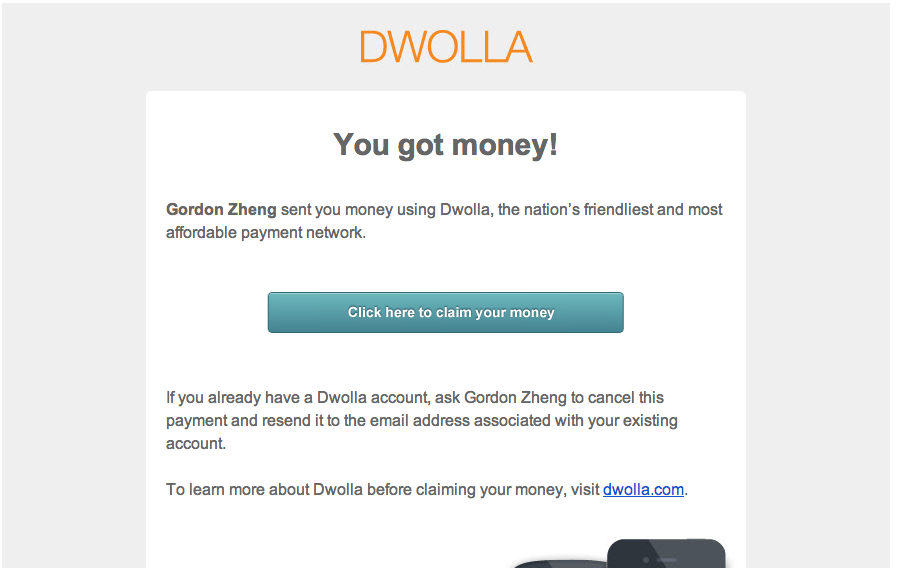 DWOLLA
You got money!
Gordon Zheng sent you money using Dwolla, the nation’s friendliest and most
affordable payment network.
Click here to claim your money
If you already have a Dwolla account, ask Gordon Zheng to cancel this
payment and resend it to the email address associated with your existing
account.
To learn more about Dwolla before claiming your money, visit dwolla.com.